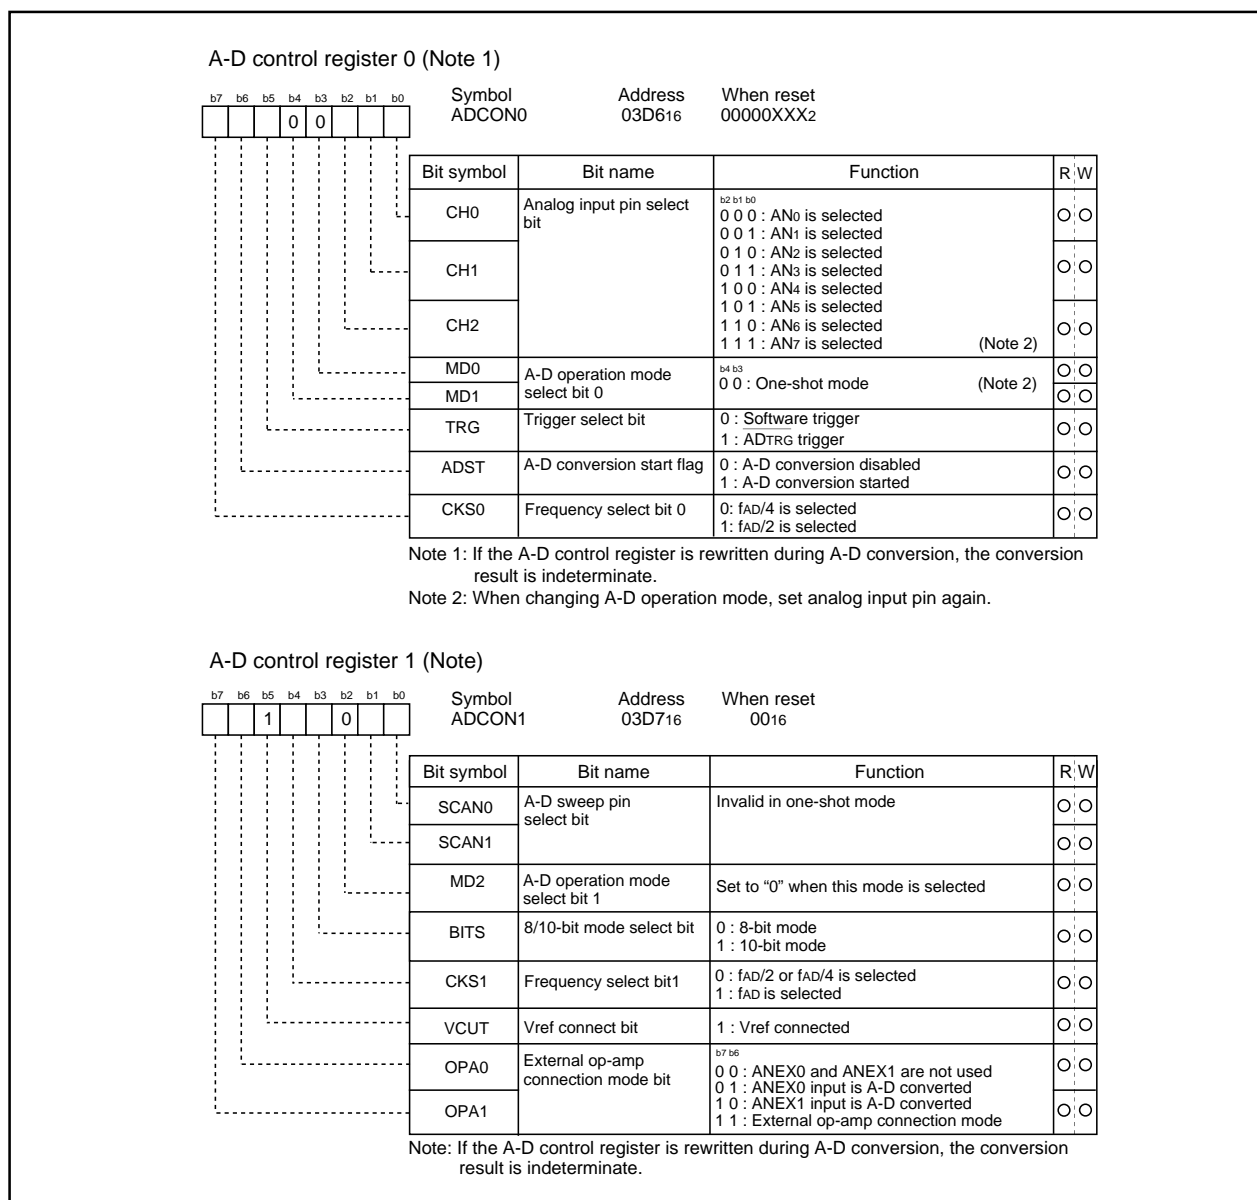 A-D control register 0 (Note 1)
b7 b6 b5 b4 b3 b2 b1 b0
0 0
Symbol Address When reset
ADCON0 03D616 00000XXX2
Bit symbol Bit name Function R W
CH0 Analog input pin select
bit
b2 b1 b0
0 0 0 : AN0 is selected
0 0 1 : AN1 is selected
0 1 0 : AN2 is selected
CH1
0 1 1 : AN3 is selected
1 0 0 : AN4 is selected
1 0 1 : AN5 is selected
CH2
1 1 0 : AN6 is selected
1 1 1 : AN7 is selected (Note 2)
MD0 A-D operation mode
select bit 0
b4 b3
0 0 : One-shot mode (Note 2)
MD1
TRG Trigger select bit 0 : Software trigger
1 : ADTRG trigger
ADST A-D conversion start flag 0 : A-D conversion disabled
1 : A-D conversion started
CKS0 Frequency select bit 0 0: fAD/4 is selected
1: fAD/2 is selected
Note 1: If the A-D control register is rewritten during A-D conversion, the conversion
result is indeterminate.
Note 2: When changing A-D operation mode, set analog input pin again.
A-D control register 1 (Note)
b7 b6 b5 b4 b3 b2 b1 b0
1 0
Symbol Address When reset
ADCON1 03D716 0016
Bit symbol Bit name Function R W
SCAN0 A-D sweep pin
select bit
Invalid in one-shot mode
SCAN1
MD2 A-D operation mode
select bit 1
Set to “0” when this mode is selected
BITS 8/10-bit mode select bit 0 : 8-bit mode
1 : 10-bit mode
CKS1 Frequency select bit1 0 : fAD/2 or fAD/4 is selected
1 : fAD is selected
VCUT Vref connect bit 1 : Vref connected
OPA0 External op-amp
connection mode bit
b7 b6
0 0 : ANEX0 and ANEX1 are not used
0 1 : ANEX0 input is A-D converted
OPA1
1 0 : ANEX1 input is A-D converted
1 1 : External op-amp connection mode
Note: If the A-D control register is rewritten during A-D conversion, the conversion
result is indeterminate.